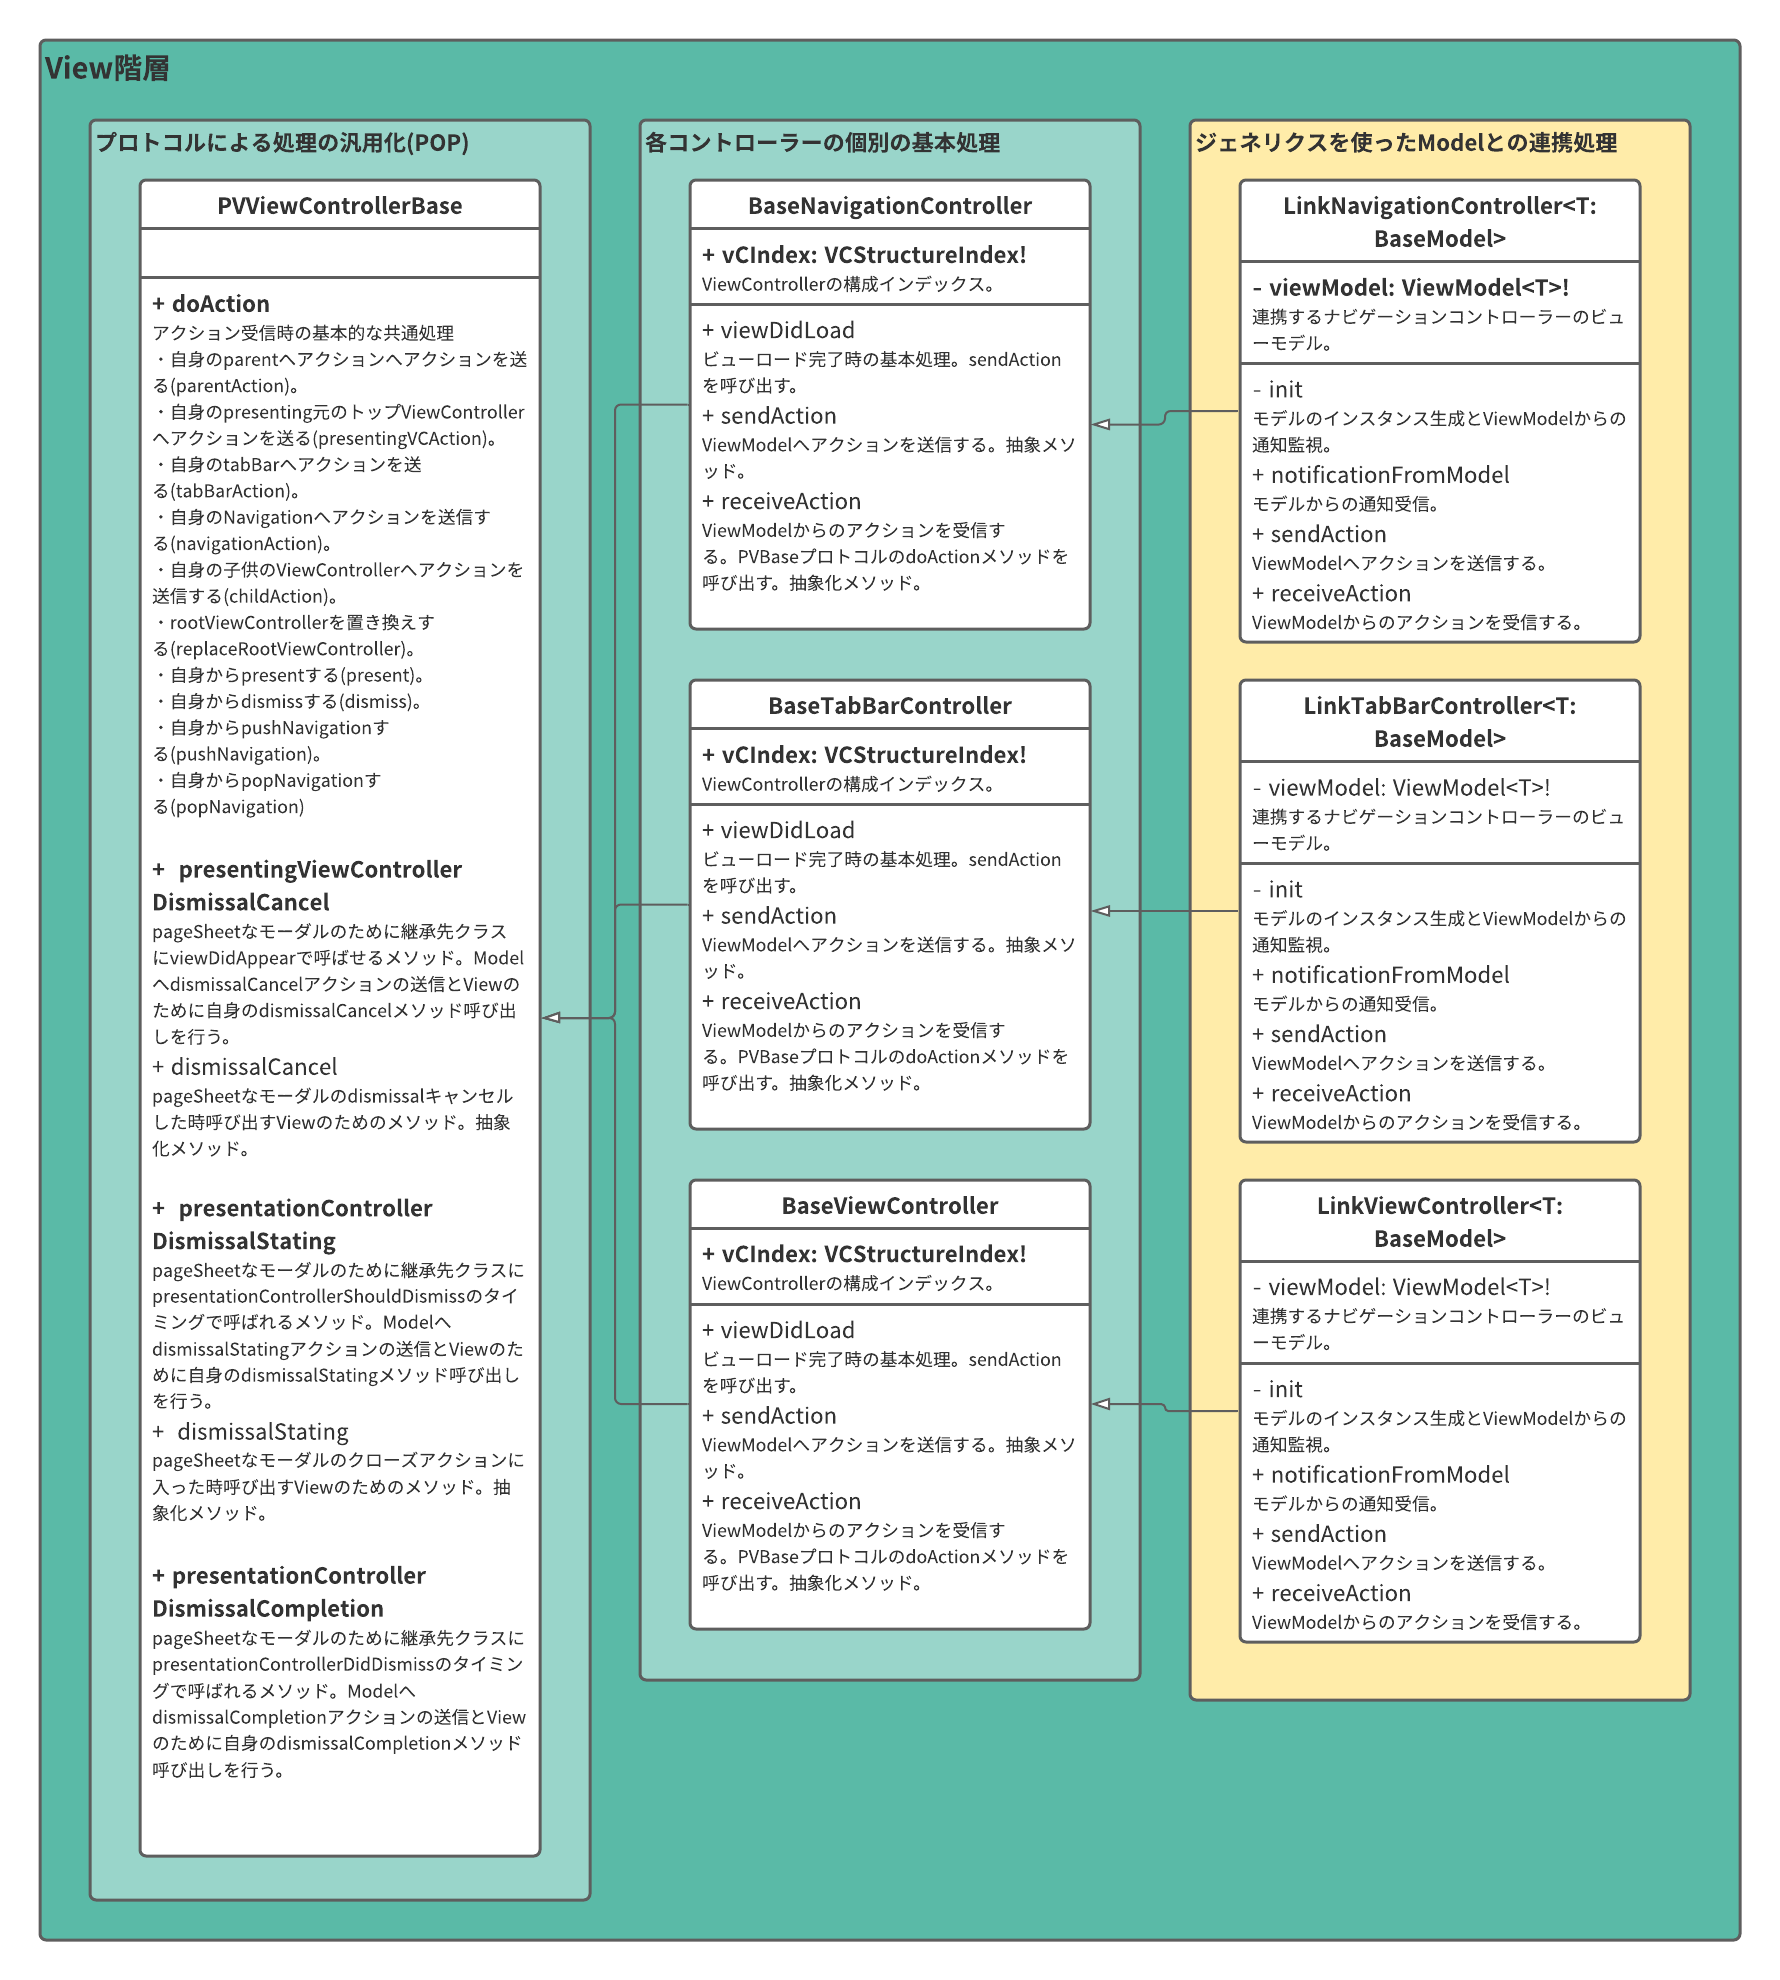 View階層
プロトコルによる処理の汎用化(POP)
PVViewControllerBase
+ doAction
アクション受信時の基本的な共通処理
・自身のparentへアクションへアクションを送
る(parentAction)。
・自身のpresenting元のトップViewController
へアクションを送る(presentingVCAction)。
・自身のtabBarへアクションを送
る(tabBarAction)。
・自身のNavigationへアクションを送信す
る(navigationAction)。
・自身の子供のViewControllerへアクションを
送信する(childAction)。
・rootViewControllerを置き換えす
る(replaceRootViewController)。
・自身からpresentする(present)。
・自身からdismissする(dismiss)。
・自身からpushNavigationす
る(pushNavigation)。
・自身からpopNavigationす
る(popNavigation)
+ presentingViewController
DismissalCancel
pageSheetなモーダルのために継承先クラス
にviewDidAppearで呼ばせるメソッド。Model
へdismissalCancelアクションの送信とViewの
ために自身のdismissalCancelメソッド呼び出
しを行う。
+ dismissalCancel
pageSheetなモーダルのdismissalキャンセル
した時呼び出すViewのためのメソッド。抽象
化メソッド。
+ presentationController
DismissalStating
pageSheetなモーダルのために継承先クラスに
presentationControllerShouldDismissのタイ
ミングで呼ばれるメソッド。Modelへ
dismissalStatingアクションの送信とViewのた
めに自身のdismissalStatingメソッド呼び出し
を行う。
+ dismissalStating
pageSheetなモーダルのクローズアクションに
入った時呼び出すViewのためのメソッド。抽
象化メソッド。
+ presentationController
DismissalCompletion
pageSheetなモーダルのために継承先クラスに
presentationControllerDidDismissのタイミン
グで呼ばれるメソッド。Modelへ
dismissalCompletionアクションの送信とView
のために自身のdismissalCompletionメソッド
呼び出しを行う。
各コントローラーの個別の基本処理
BaseNavigationController
+ vCIndex: VCStructureIndex!
ViewControllerの構成インデックス。
+ viewDidLoad
ビューロード完了時の基本処理。sendAction
を呼び出す。
+ sendAction
ViewModelへアクションを送信する。抽象メソ
ッド。
+ receiveAction
ViewModelからのアクションを受信す
る。PVBaseプロトコルのdoActionメソッドを
呼び出す。抽象化メソッド。
BaseTabBarController
+ vCIndex: VCStructureIndex!
ViewControllerの構成インデックス。
+ viewDidLoad
ビューロード完了時の基本処理。sendAction
を呼び出す。
+ sendAction
ViewModelへアクションを送信する。抽象メソ
ッド。
+ receiveAction
ViewModelからのアクションを受信す
る。PVBaseプロトコルのdoActionメソッドを
呼び出す。抽象化メソッド。
BaseViewController
+ vCIndex: VCStructureIndex!
ViewControllerの構成インデックス。
+ viewDidLoad
ビューロード完了時の基本処理。sendAction
を呼び出す。
+ sendAction
ViewModelへアクションを送信する。抽象メソ
ッド。
+ receiveAction
ViewModelからのアクションを受信す
る。PVBaseプロトコルのdoActionメソッドを
呼び出す。抽象化メソッド。
ジェネリクスを使ったModelとの連携処理
LinkNavigationController<T:
BaseModel>
- viewModel: ViewModel<T>!
連携するナビゲーションコントローラーのビュ
ーモデル。
- init
モデルのインスタンス生成とViewModelからの
通知監視。
+ notificationFromModel
モデルからの通知受信。
+ sendAction
ViewModelへアクションを送信する。
+ receiveAction
ViewModelからのアクションを受信する。
LinkTabBarController<T:
BaseModel>
- viewModel: ViewModel<T>!
連携するナビゲーションコントローラーのビュ
ーモデル。
- init
モデルのインスタンス生成とViewModelからの
通知監視。
+ notificationFromModel
モデルからの通知受信。
+ sendAction
ViewModelへアクションを送信する。
+ receiveAction
ViewModelからのアクションを受信する。
LinkViewController<T:
BaseModel>
- viewModel: ViewModel<T>!
連携するナビゲーションコントローラーのビュ
ーモデル。
- init
モデルのインスタンス生成とViewModelからの
通知監視。
+ notificationFromModel
モデルからの通知受信。
+ sendAction
ViewModelへアクションを送信する。
+ receiveAction
ViewModelからのアクションを受信する。